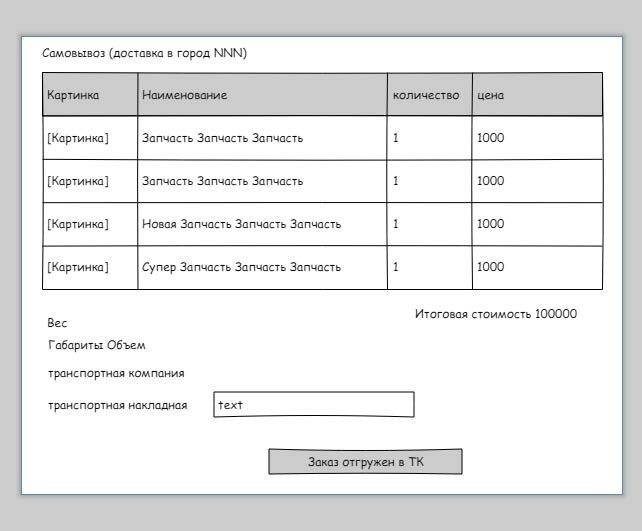 Самовывоз (доставка в город NNN)
Картинка Наименование количество цена
[Картинка] Запчасть Запчасть Запчасть 1 1000
[Картинка] Запчасть Запчасть Запчасть 1 1000
[Картинка] Новая Запчасть Запчасть Запчасть 1 1000
[Картинка] Супер Запчасть Запчасть Запчасть 1 1000
Итоговая стоимость 100000
Вес
Габариты Объем
транспортная компания
транспортная накладная text
Заказ отгружен в ТК